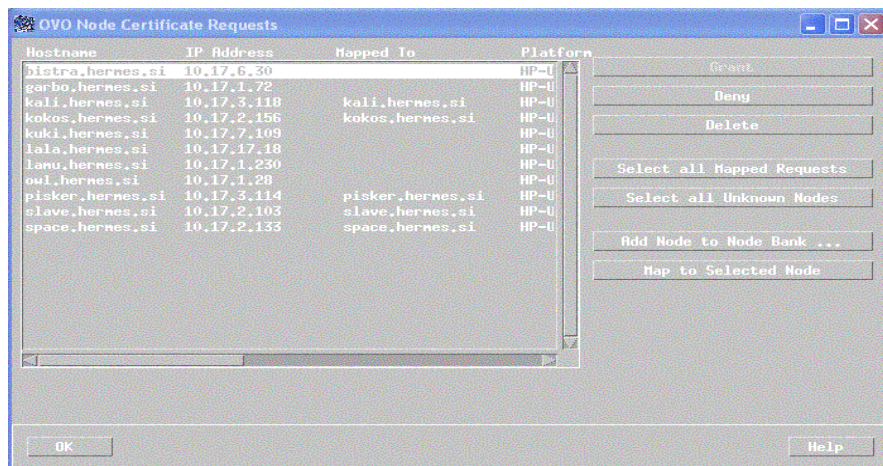 OVO Node Certificate Requests
Hostname IP Address Mapped To Platform
bistra.hermes.si 10.17.6.30 HP-U
garbo.hermes.si 10.17.1.72 HP-U
kali.hermes.si 10.17.3.118 kali.hermes.si HP-U
kokos.hermes.si 10.17.2.156 kokos.hermes.si HP-U
kuki.hermes.si 10.17.7.109 HP-U
lala.hermes.si 10.17.17.18 HP-U
lamu.hermes.si 10.17.1.230 HP-U
owl.hermes.si 10.17.1.28 HP-U
pisker.hermes.si 10.17.3.114 pisker.hermes.si HP-U
slave.hermes.si 10.17.2.103 slave.hermes.si HP-U
space.hermes.si 10.17.2.133 space.hermes.si HP-U
Grant
Deny
Delete
Select all Mapped Requests
Select all Unknown Nodes
Add Node to Node Bank ...
Map to Selected Node
OK Help